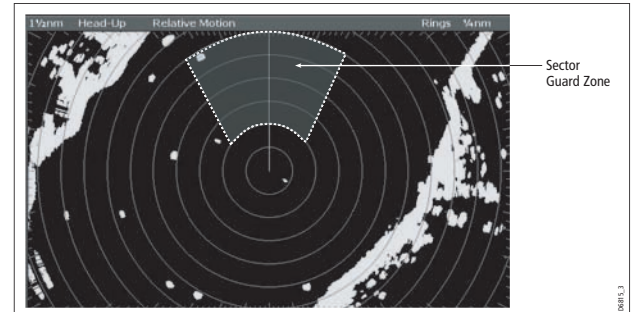 1½nm Head-Up Relative Motion Rings ¼nm
Sector
Guard Zone
D6815_3